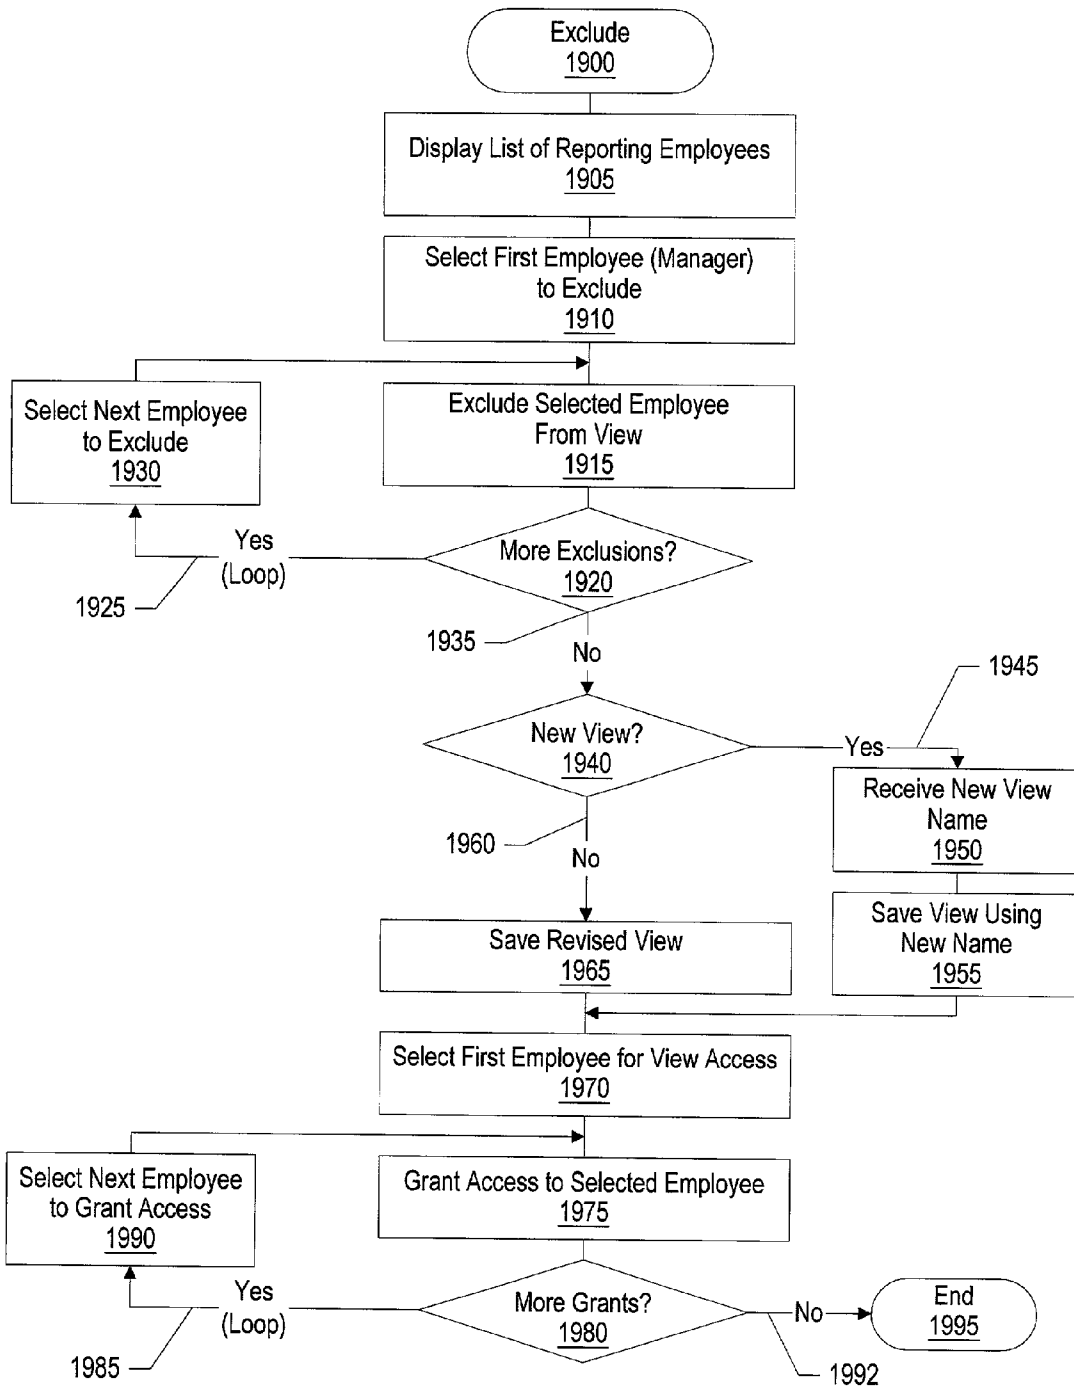 Exclude
1900
Display List of Reporting Employees
1905
Select First Employee (Manager)
to Exclude
1910
Select Next Employee
to Exclude
1930
Exclude Selected Employee
From View
1915
Yes
(Loop)
1925
More Exclusions?
1920
1935
No
1945
New View?
1940
Yes
Receive New View
Name
1950
1960
No
Save View Using
New Name
1955
Save Revised View
1965
Select First Employee for View Access
1970
Select Next Employee
to Grant Access
1990
Grant Access to Selected Employee
1975
Yes
(Loop)
1985
More Grants?
1980
No
1992
End
1995